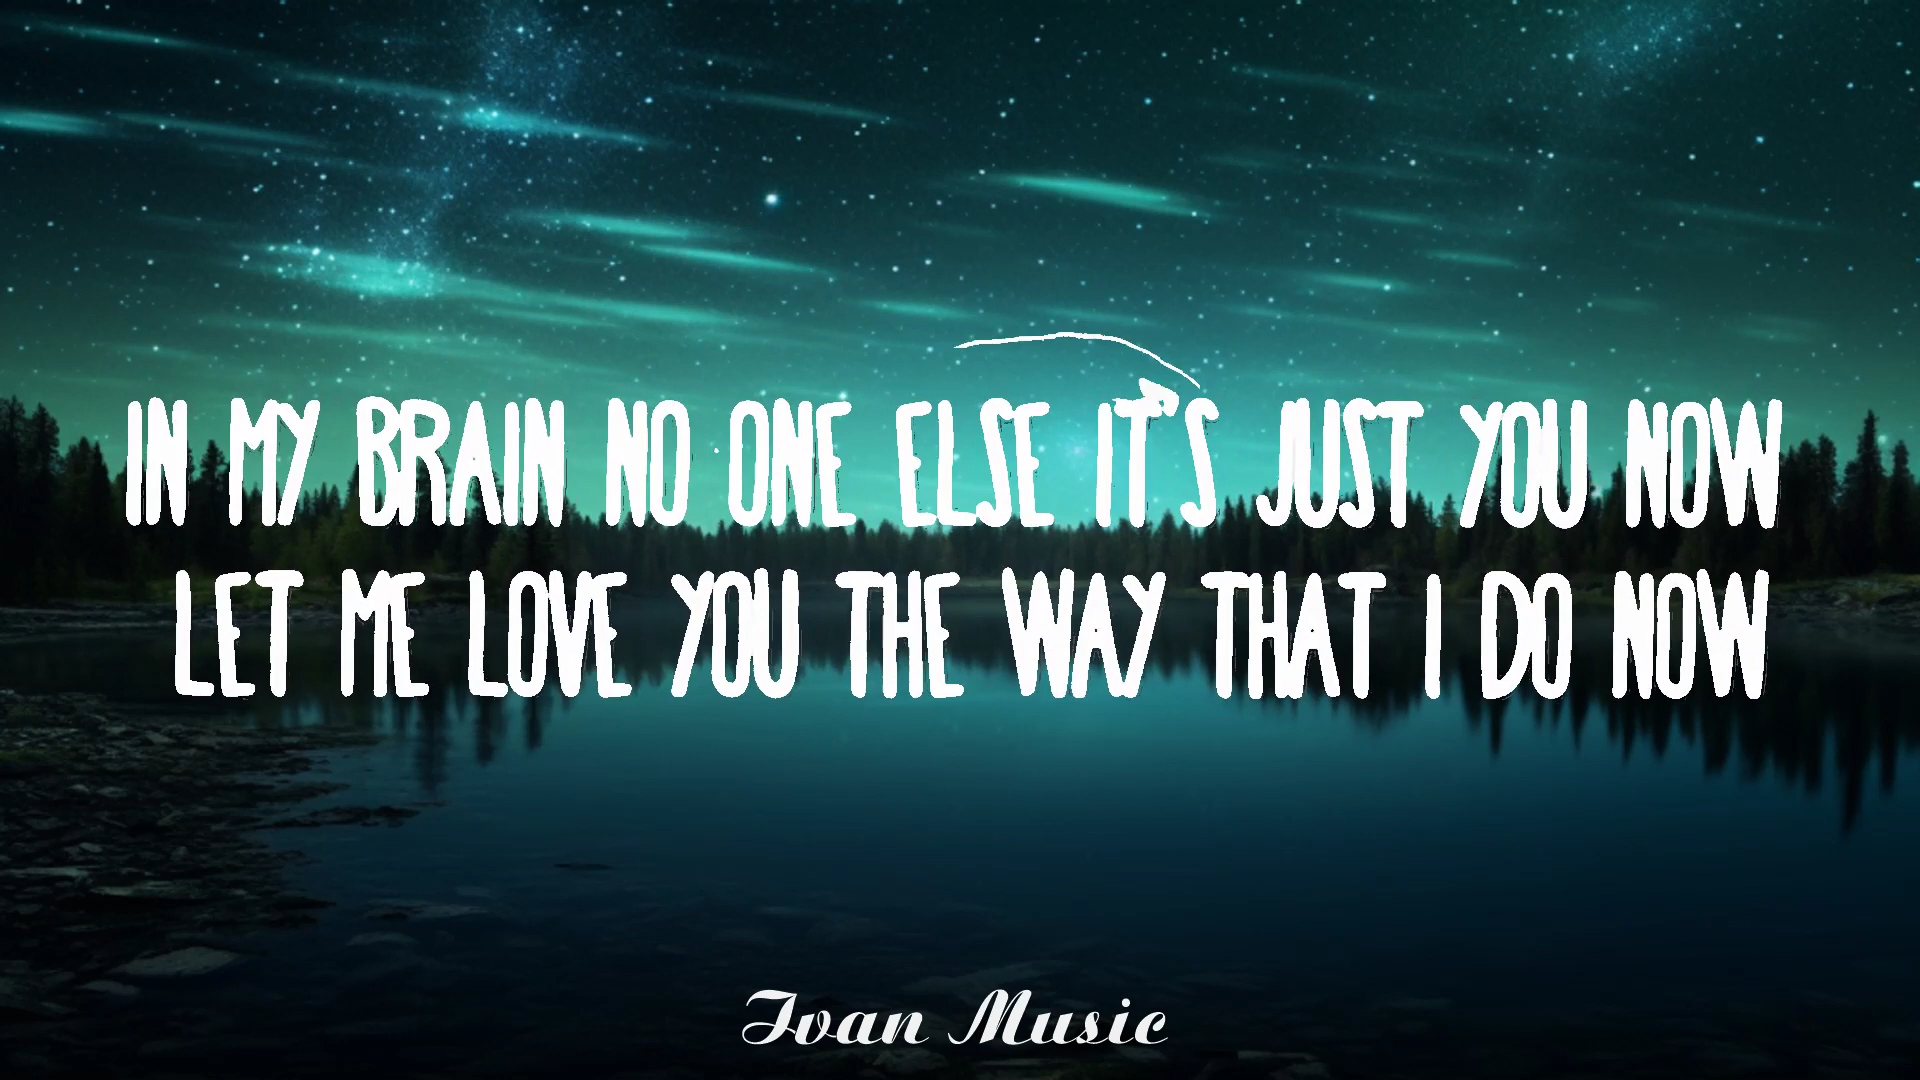 IN MY BRAIN NO ONE ELSE IT'S JUST YOU NOW
LET ME LOVE YOU THE WAY THAT I DO NOW
Ivan Music